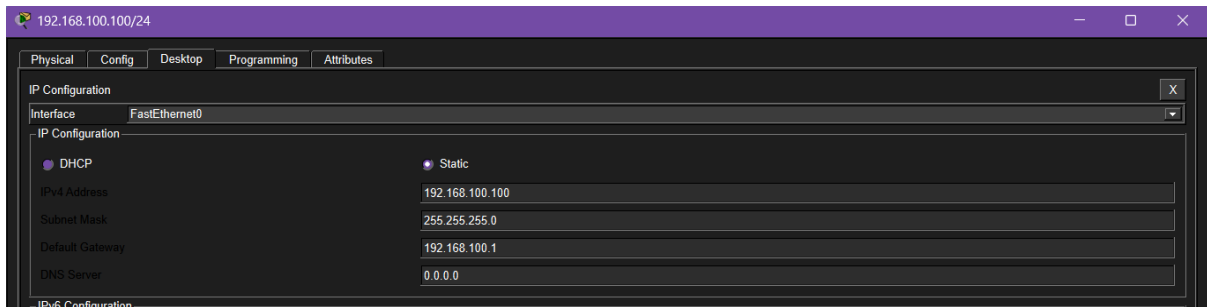 192.168.100.100/24
Physical Config Desktop Programming Attributes
IP Configuration X
Interface FastEthernet0
IP Configuration
DHCP Static
IPv4 Address 192.168.100.100
Subnet Mask 255.255.255.0
Default Gateway 192.168.100.1
DNS Server 0.0.0.0
IPv6 Configuration